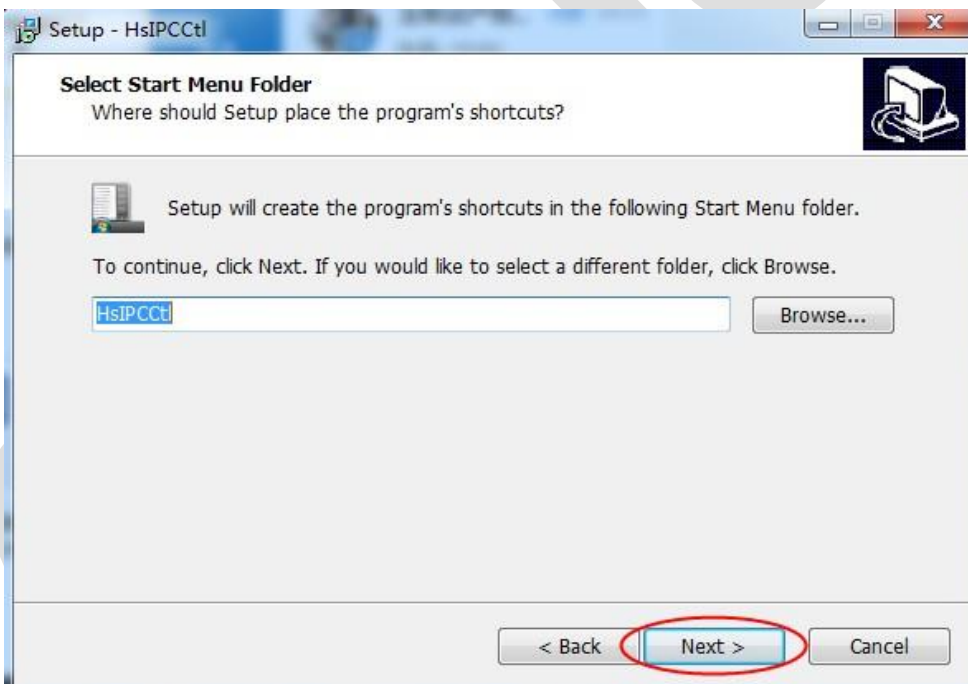 Setup - HsIPCCtl
Select Start Menu Folder
Where should Setup place the program's shortcuts?
Setup will create the program's shortcuts in the following Start Menu folder.
To continue, click Next. If you would like to select a different folder, click Browse.
HsIPCCtl
Browse...
< Back
Next >
Cancel